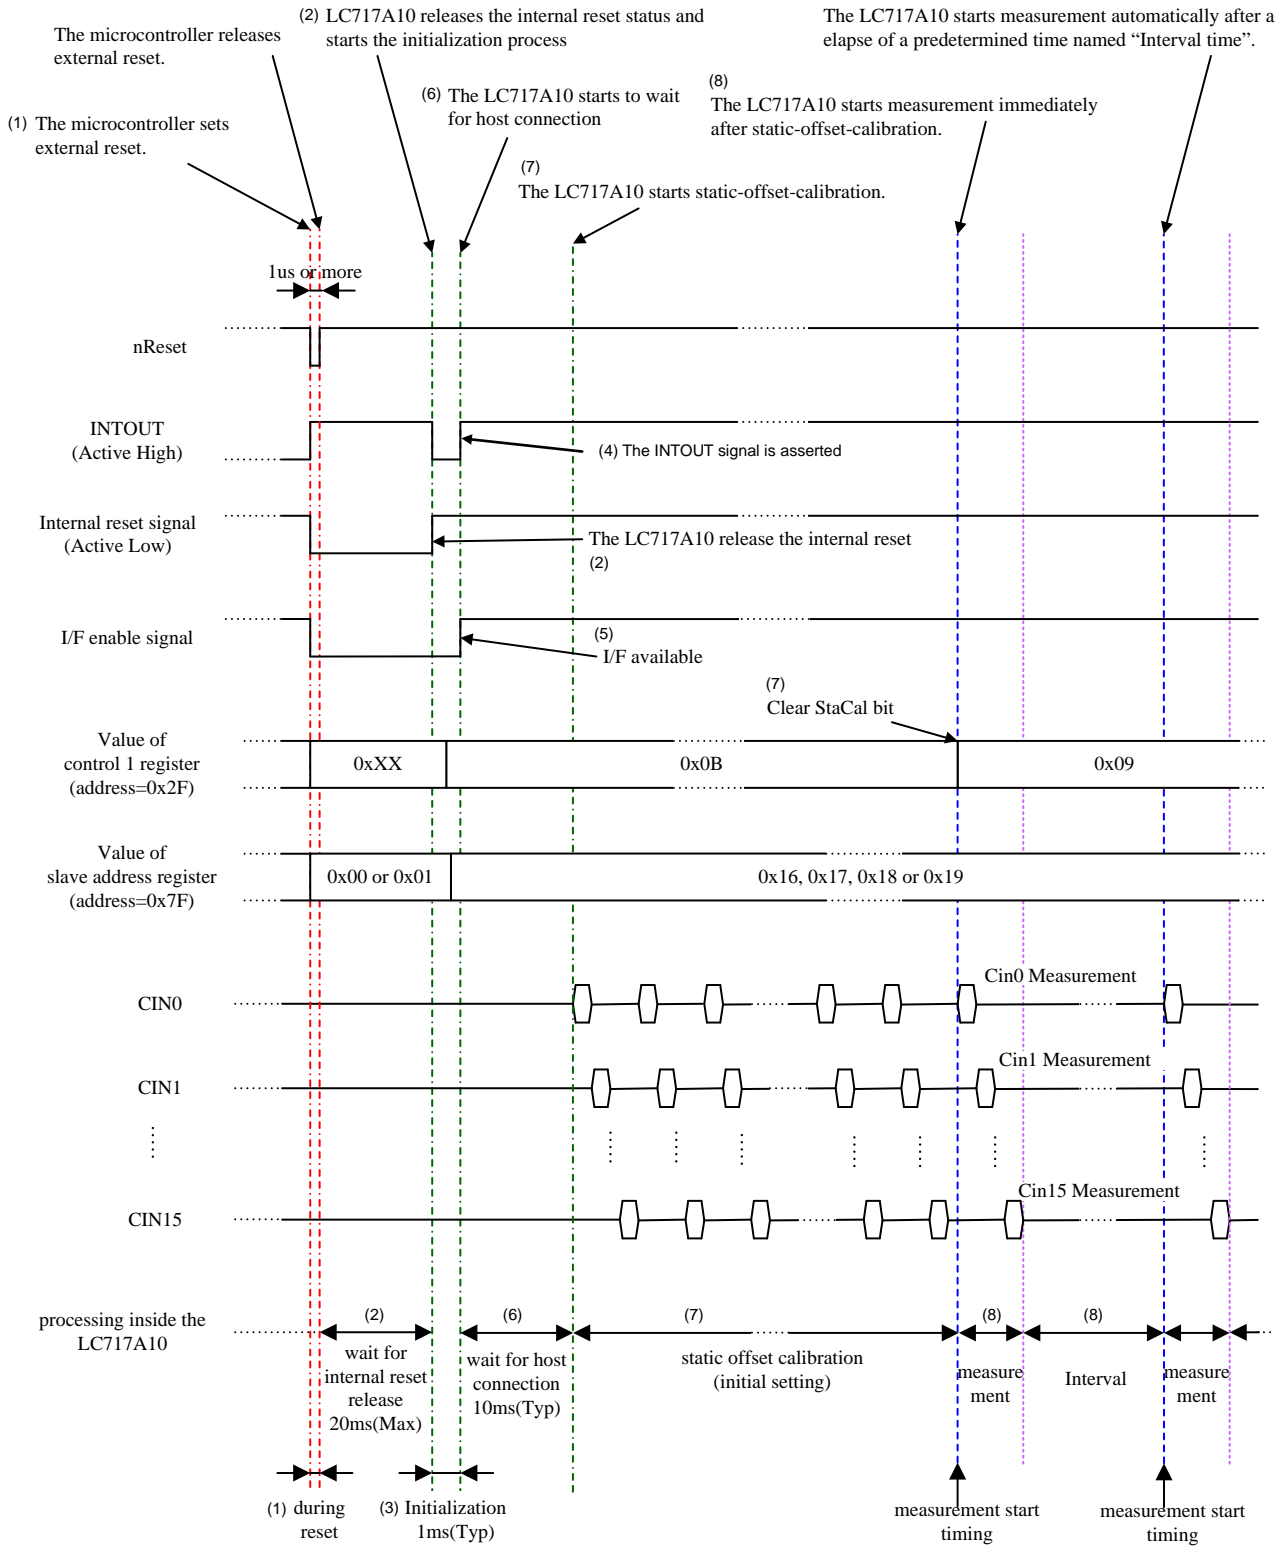 (2) LC717A10 releases the internal reset status and
starts the initialization process
The LC717A10 starts measurement automatically after a
elapse of a predetermined time named “Interval time”.
The microcontroller releases
external reset.
(6) The LC717A10 starts to wait
for host connection
(8)
The LC717A10 starts measurement immediately
after static-offset-calibration.
(1) The microcontroller sets
external reset.
(7)
The LC717A10 starts static-offset-calibration.
1us or more
nReset
INTOUT
(Active High)
(4) The INTOUT signal is asserted
Internal reset signal
(Active Low)
The LC717A10 release the internal reset
(2)
I/F enable signal
(5)
I/F available
(7)
Clear StaCal bit
Value of
control 1 register
(address=0x2F)
0xXX
0x0B
0x09
Value of
slave address register
(address=0x7F)
0x00 or 0x01
0x16, 0x17, 0x18 or 0x19
Cin0 Measurement
CIN0
Cin1 Measurement
CIN1
Cin15 Measurement
CIN15
processing inside the
LC717A10
(2)
(6)
(7)
(8)
(8)
wait for
internal reset
release
20ms(Max)
wait for host
connection
10ms(Typ)
static offset calibration
(initial setting)
measure
ment
Interval
measure
ment
(1) during
reset
(3) Initialization
1ms(Typ)
measurement start
timing
measurement start
timing